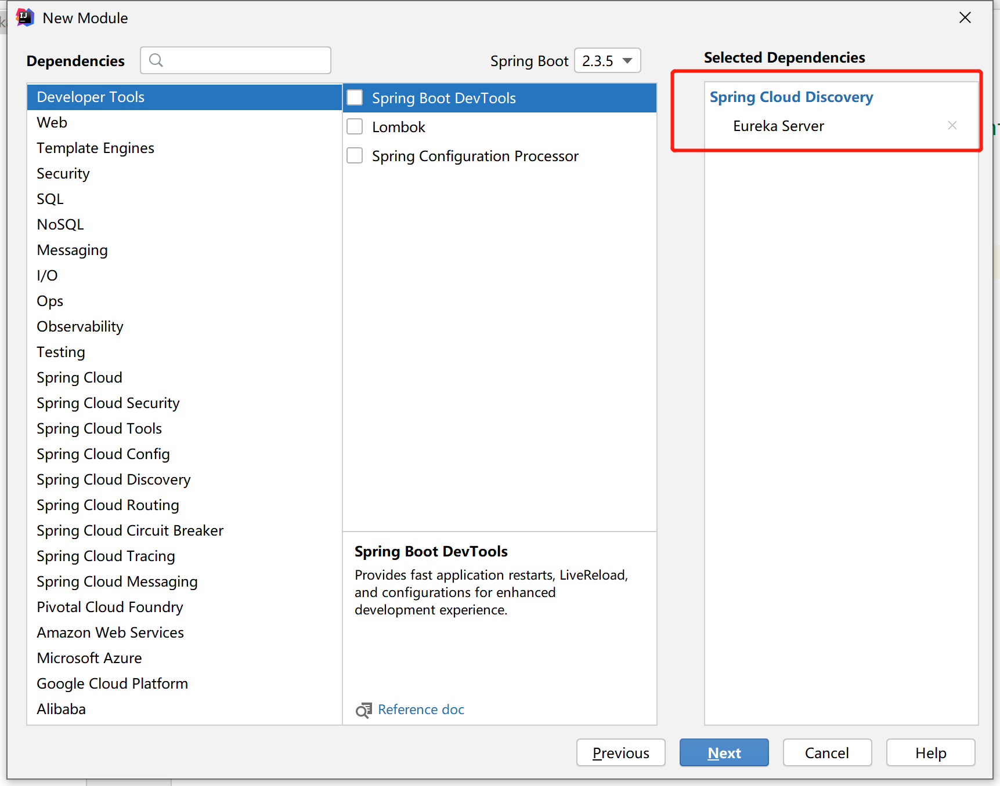 New Module
Dependencies
Spring Boot 2.3.5
Selected Dependencies
Developer Tools
Web
Template Engines
Security
SQL
NoSQL
Messaging
I/O
Ops
Observability
Testing
Spring Cloud
Spring Cloud Security
Spring Cloud Tools
Spring Cloud Config
Spring Cloud Discovery
Spring Cloud Routing
Spring Cloud Circuit Breaker
Spring Cloud Tracing
Spring Cloud Messaging
Pivotal Cloud Foundry
Amazon Web Services
Microsoft Azure
Google Cloud Platform
Alibaba
Spring Boot DevTools
Lombok
Spring Configuration Processor
Spring Boot DevTools
Provides fast application restarts, LiveReload,
and configurations for enhanced
development experience.
Reference doc
Spring Cloud Discovery
Eureka Server
Previous
Next
Cancel
Help